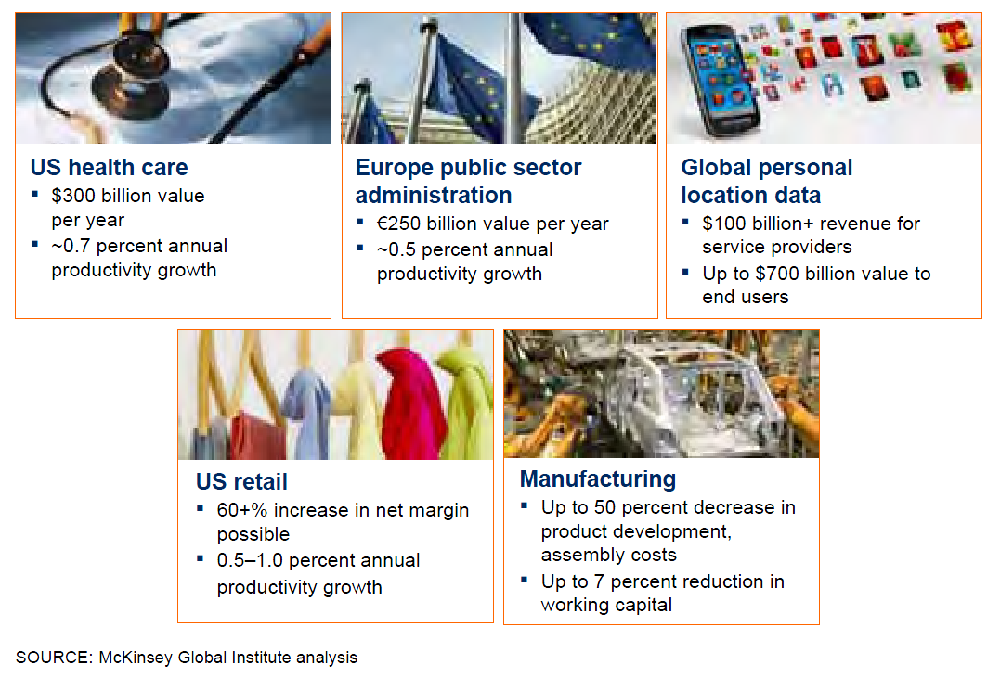 US health care
▪ $300 billion value
per year
▪ ~0.7 percent annual
productivity growth
Europe public sector
administration
▪ €250 billion value per year
▪ ~0.5 percent annual
productivity growth
Global personal
location data
▪ $100 billion+ revenue for
service providers
▪ Up to $700 billion value to
end users
US retail
▪ 60+% increase in net margin
possible
▪ 0.5–1.0 percent annual
productivity growth
Manufacturing
▪ Up to 50 percent decrease in
product development,
assembly costs
▪ Up to 7 percent reduction in
working capital
SOURCE: McKinsey Global Institute analysis